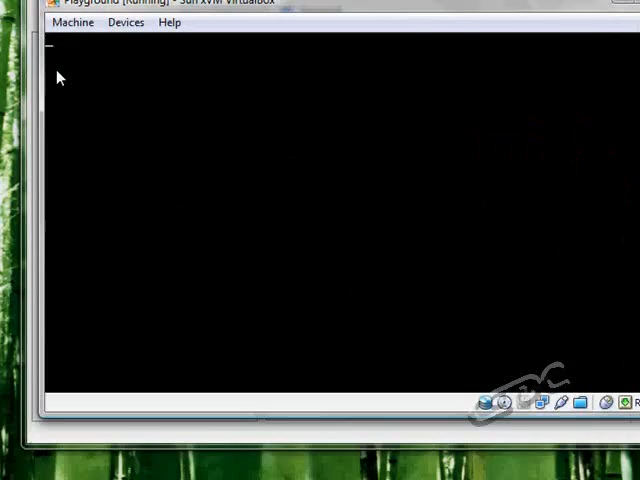 Playground [Running] - Sun xVM VirtualBox
Machine Devices Help
R